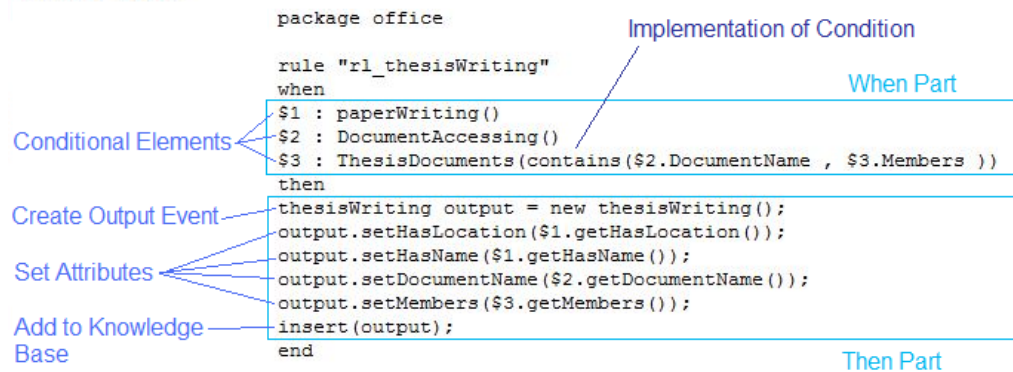 package office
Implementation of Condition
rule "rl_thesisWriting"
when
When Part
$1 : paperWriting()
Conditional Elements
$2 : DocumentAccessing()
$3 : ThesisDocuments(contains($2.DocumentName , $3.Members ))
then
Create Output Event
thesisWriting output = new thesisWriting();
output.setHasLocation($1.getHasLocation());
Set Attributes
output.setHasName($1.getHasName());
output.setDocumentName($2.getDocumentName());
output.setMembers($3.getMembers());
Add to Knowledge
Base
insert(output);
end
Then Part